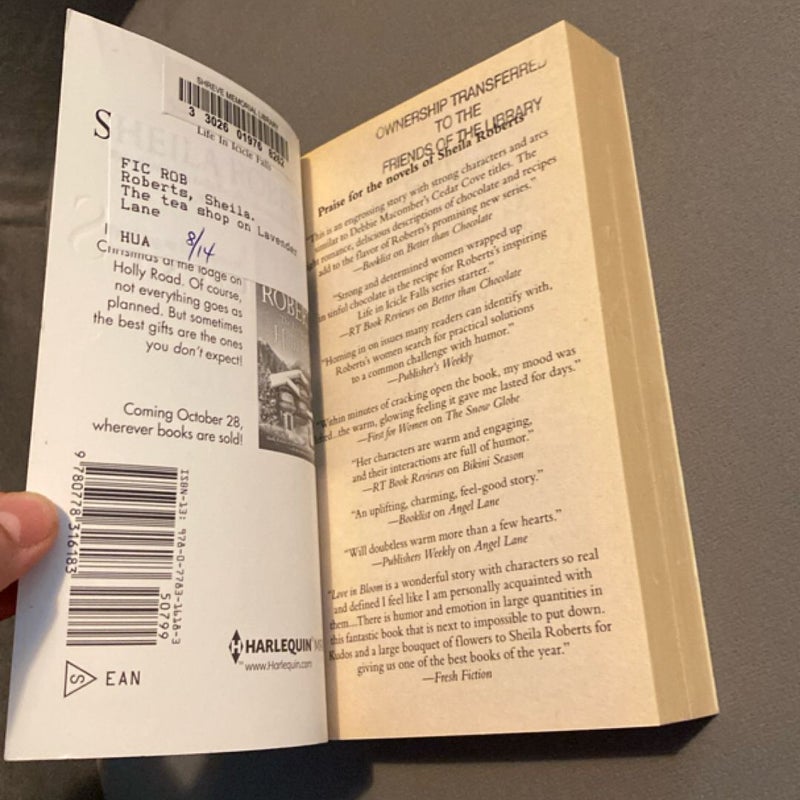 SHREVE MEMORIAL LIBRARY
3 3026 01976 8262
Life In Icicle Falls
FIC ROB
Roberts, Sheila.
The tea shop on Lavender
Lane
HUA 8/14
Christmas at the lodge on
Holly Road. Of course,
not everything goes as
planned. But sometimes
the best gifts are the ones
you don't expect!
Coming October 28,
wherever books are sold!
9 780778 316183
ISBN-13: 978-0-7783-1618-3
50799
EAN
HARLEQUIN
www.Harlequin.com
OWNERSHIP TRANSFERRED
TO THE
FRIENDS OF THE LIBRARY
Praise for the novels of Sheila Roberts
"This is an engrossing story with strong characters and arcs
similar to Debbie Macomber's Cedar Cove titles. The
romance, delicious descriptions of chocolate and recipes
add to the flavor of Roberts's promising new series."
—Booklist on Better than Chocolate
"Strong and determined women wrapped up
in sinful chocolate is the recipe for Roberts's inspiring
Life in Icicle Falls series starter."
—RT Book Reviews on Better than Chocolate
"Homing in on issues many readers can identify with,
Roberts's women search for practical solutions
to a common challenge with humor."
—Publisher's Weekly
"Within minutes of cracking open the book, my mood was
...the warm, glowing feeling it gave me lasted for days."
—First for Women on The Snow Globe
"Her characters are warm and engaging,
and their interactions are full of humor."
—RT Book Reviews on Bikini Season
"An uplifting, charming, feel-good story."
—Booklist on Angel Lane
"Will doubtless warm more than a few hearts."
—Publishers Weekly on Angel Lane
"Love in Bloom is a wonderful story with characters so real
and defined I feel like I am personally acquainted with
them....There is humor and emotion in large quantities in
this fantastic book that is next to impossible to put down.
Kudos and a large bouquet of flowers to Sheila Roberts for
giving us one of the best books of the year."
—Fresh Fiction